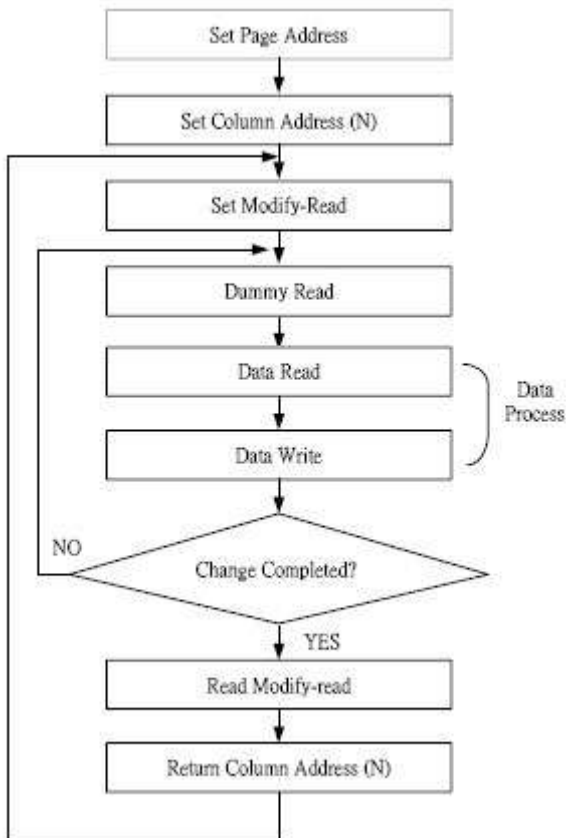 Set Page Address
Set Column Address (N)
Set Modify-Read
Dummy Read
Data Read
Data
Process
Data Write
NO
Change Completed?
YES
Read Modify-read
Return Column Address (N)